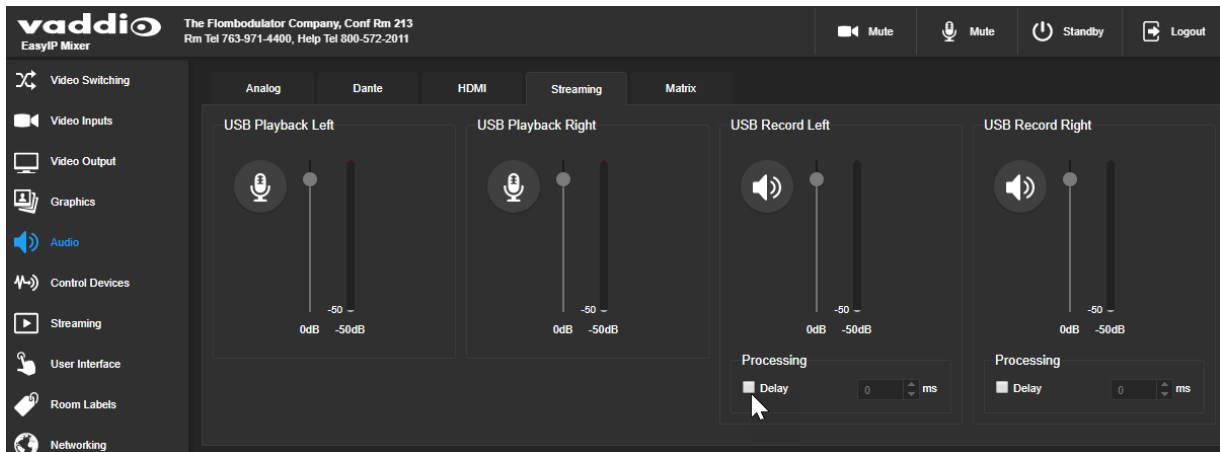 vaddio
EasyIP Mixer
The Flombodulator Company, Conf Rm 213
Rm Tel 763-971-4400, Help Tel 800-572-2011
Mute
Mute
Standby
Logout
Video Switching
Video Inputs
Video Output
Graphics
Audio
Control Devices
Streaming
User Interface
Room Labels
Networking
Analog Dante HDMI Streaming Matrix
USB Playback Left
-50
0dB -50dB
USB Playback Right
-50
0dB -50dB
USB Record Left
-50
0dB -50dB
Processing
Delay 0 ms
USB Record Right
-50
0dB -50dB
Processing
Delay 0 ms